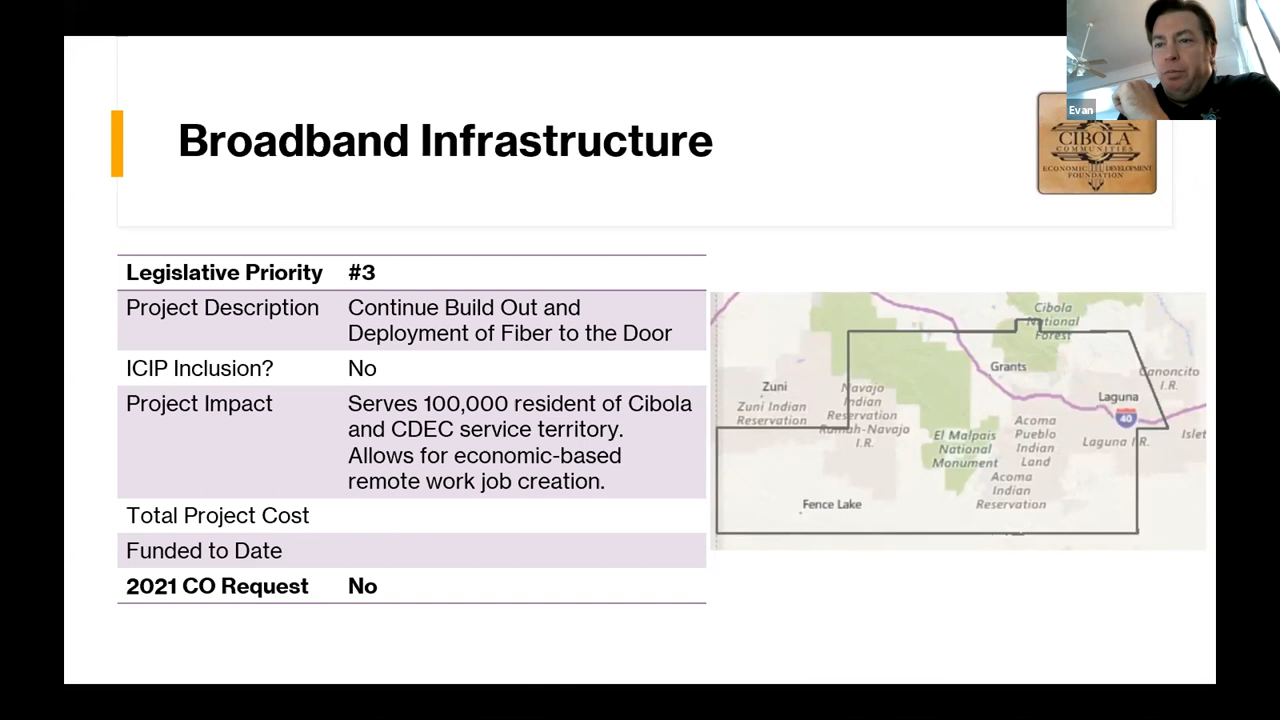 Evan
Broadband Infrastructure
CIBOLA
COMMUNITIES
ECONOMIC DEVELOPMENT
FOUNDATION
Legislative Priority #3
Project Description Continue Build Out and
Deployment of Fiber to the Door
ICIP Inclusion? No
Project Impact Serves 100,000 resident of Cibola
and CDEC service territory.
Allows for economic-based
remote work job creation.
Total Project Cost
Funded to Date
2021 CO Request No
Cibola
National
Forest
Grants
Canoncito
I.R.
Zuni
Zuni Indian
Reservation
Navajo
Indian
Reservation
Ramah-Navajo
I.R.
Laguna
40
Laguna I.R.
Islet
El Malpais
National
Monument
Acoma
Pueblo
Indian
Land
Acoma
Indian
Reservation
Fence Lake